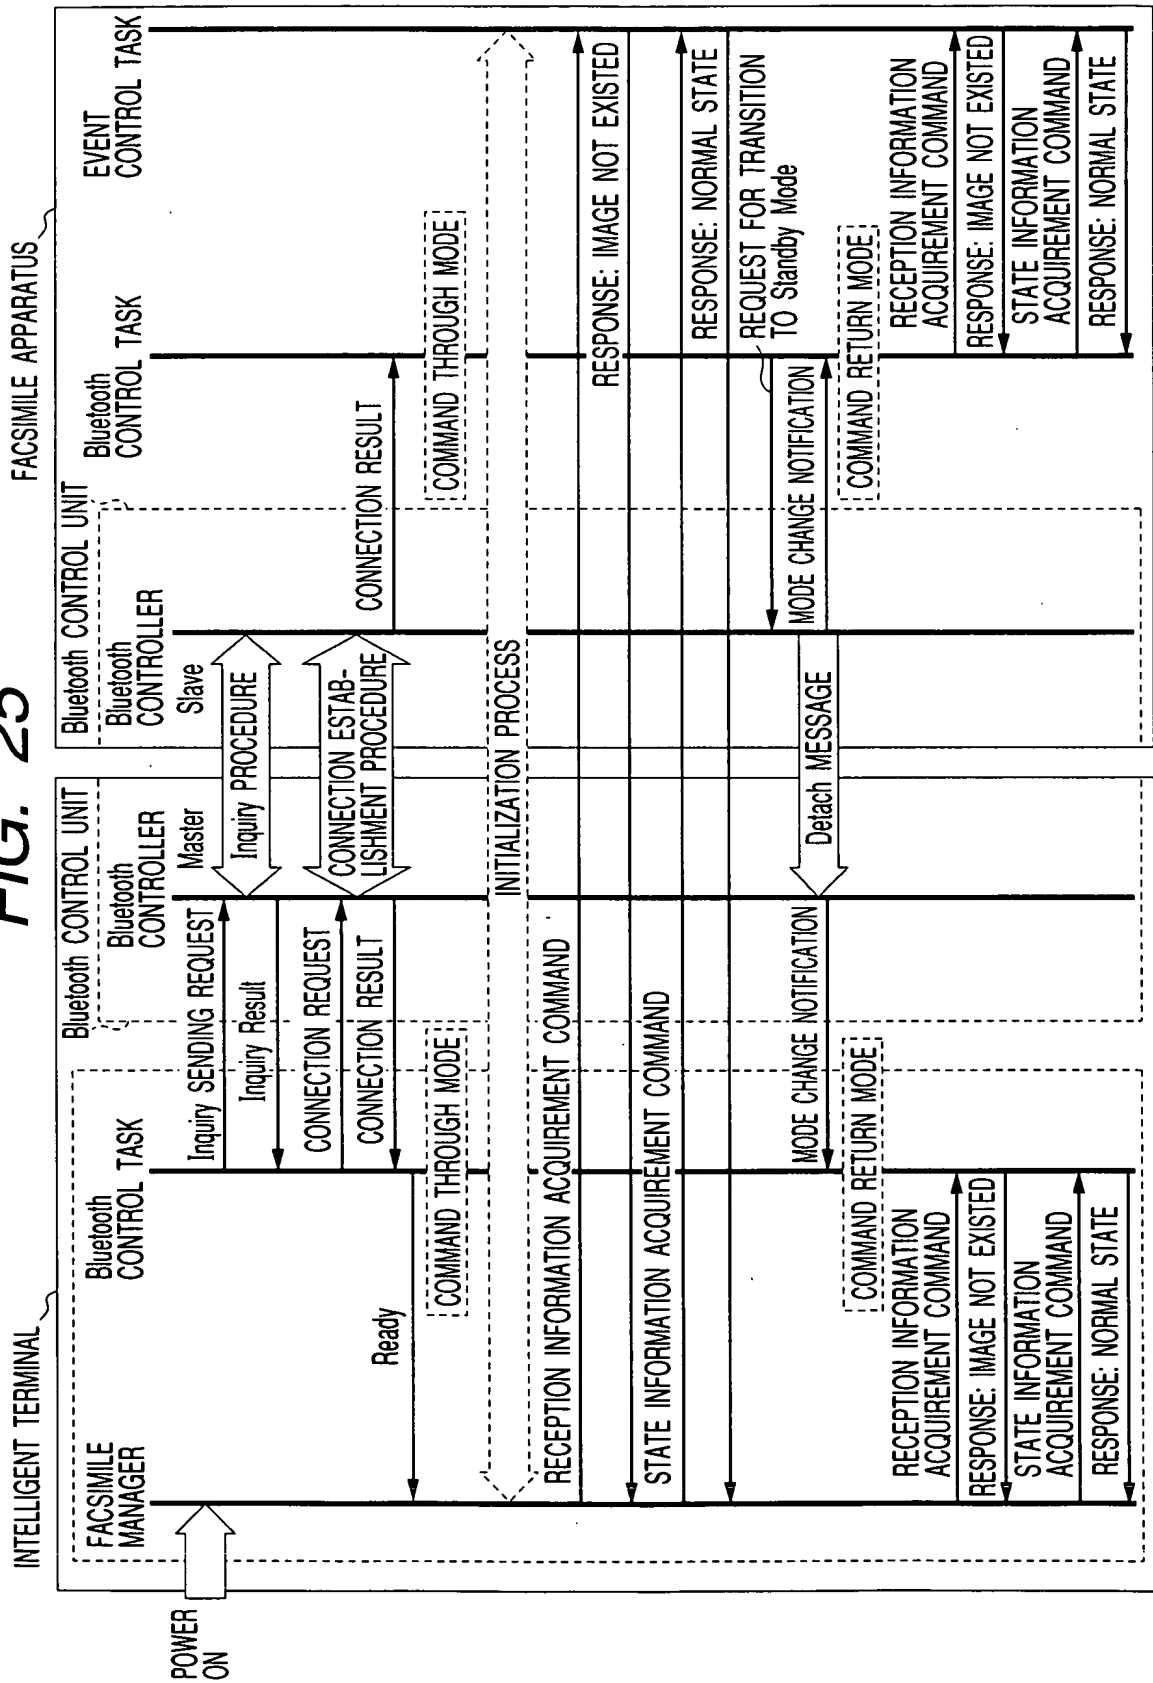 FIG. 25
INTELLIGENT TERMINAL
FACSIMILE APPARATUS
Bluetooth CONTROL UNIT
Bluetooth CONTROL UNIT
POWER
ON
FACSIMILE
MANAGER
Bluetooth
CONTROL TASK
Bluetooth
CONTROLLER
Master
Bluetooth
CONTROLLER
Slave
Bluetooth
CONTROL TASK
EVENT
CONTROL TASK
Inquiry SENDING REQUEST
Inquiry PROCEDURE
Inquiry Result
CONNECTION REQUEST
CONNECTION ESTAB-
LISHMENT PROCEDURE
CONNECTION RESULT
CONNECTION RESULT
Ready
COMMAND THROUGH MODE
COMMAND THROUGH MODE
INITIALIZATION PROCESS
RECEPTION INFORMATION ACQUIREMENT COMMAND
RESPONSE: IMAGE NOT EXISTED
STATE INFORMATION ACQUIREMENT COMMAND
RESPONSE: NORMAL STATE
REQUEST FOR TRANSITION
TO Standby Mode
MODE CHANGE NOTIFICATION
Detach MESSAGE
MODE CHANGE NOTIFICATION
COMMAND RETURN MODE
COMMAND RETURN MODE
RECEPTION INFORMATION
ACQUIREMENT COMMAND
RESPONSE: IMAGE NOT EXISTED
STATE INFORMATION
ACQUIREMENT COMMAND
RESPONSE: NORMAL STATE
RECEPTION INFORMATION
ACQUIREMENT COMMAND
RESPONSE: IMAGE NOT EXISTED
STATE INFORMATION
ACQUIREMENT COMMAND
RESPONSE: NORMAL STATE